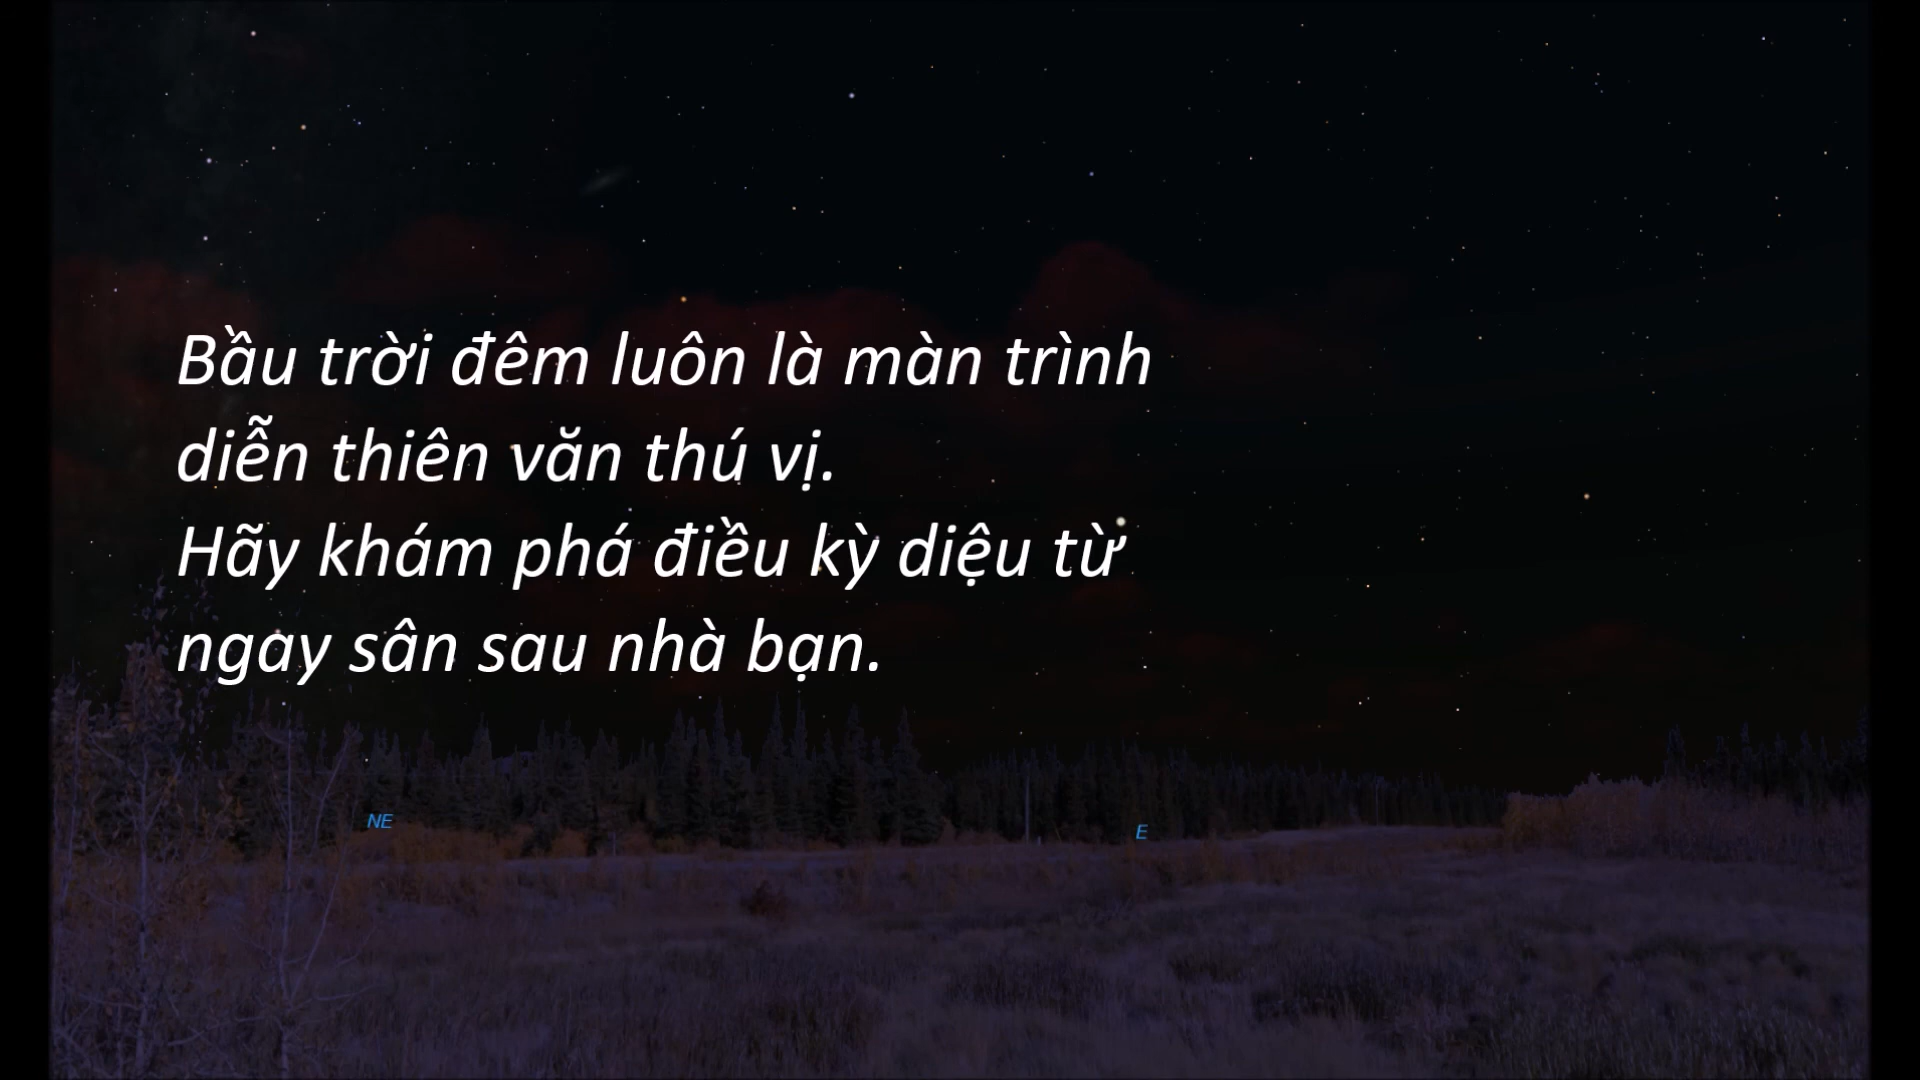 Bầu trời đêm luôn là màn trình
diễn thiên văn thú vị.
Hãy khám phá điều kỳ diệu từ
ngay sân sau nhà bạn.
NE
E